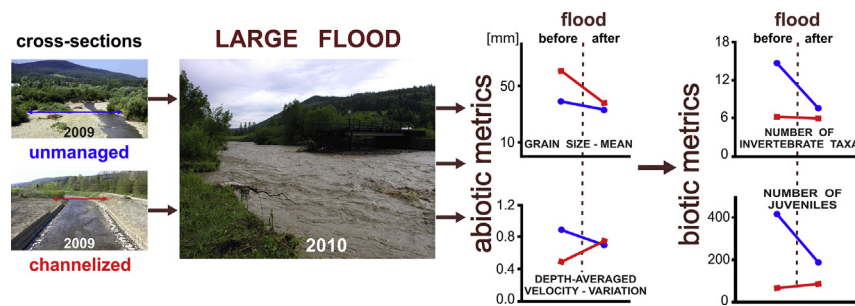 cross-sections
2009
unmanaged
2009
channelized
LARGE FLOOD
2010
abiotic metrics
flood
before after
[mm]
50
10
GRAIN SIZE - MEAN
1.2
0.8
0.4
0.0
DEPTH-AVERAGED
VELOCITY - VARIATION
biotic metrics
flood
before after
18
12
6
0
NUMBER OF
INVERTEBRATE TAXA
NUMBER OF
JUVENILES
400
200
0